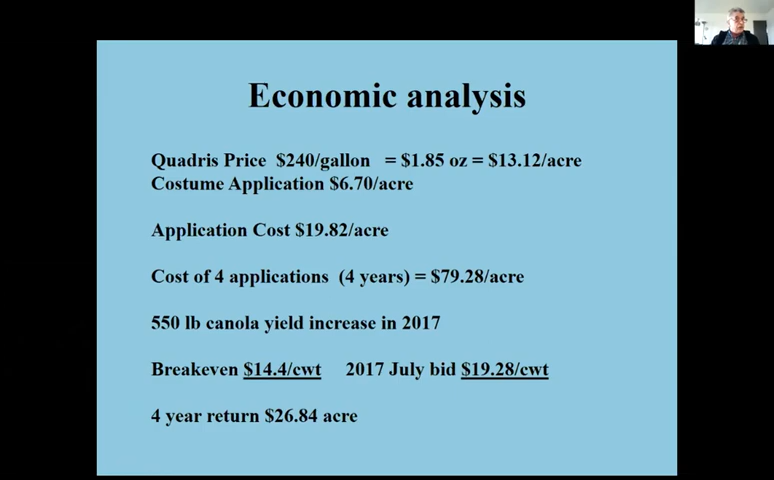 Economic analysis
Quadris Price $240/gallon = $1.85 oz = $13.12/acre
Costume Application $6.70/acre
Application Cost $19.82/acre
Cost of 4 applications (4 years) = $79.28/acre
550 lb canola yield increase in 2017
Breakeven $14.4/cwt 2017 July bid $19.28/cwt
4 year return $26.84 acre